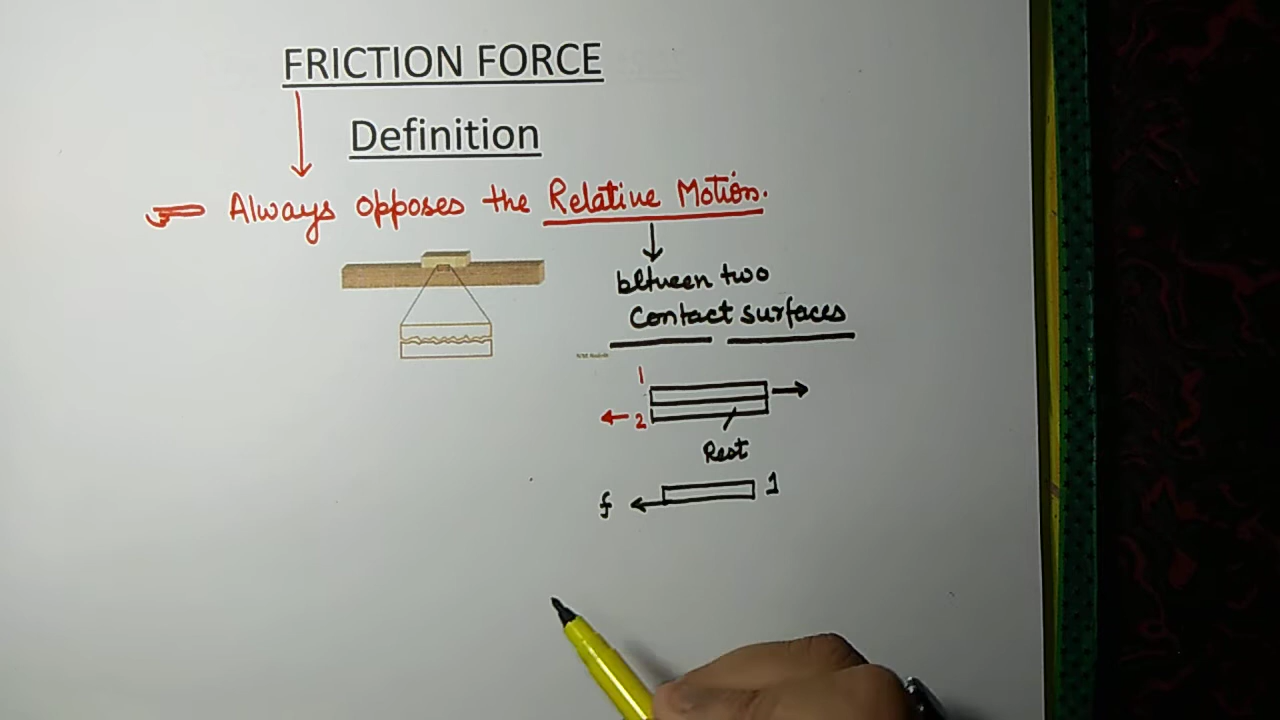 FRICTION FORCE
Definition
Always opposes the Relative Motion.
between two
contact surfaces
1
2
Rest
f
1